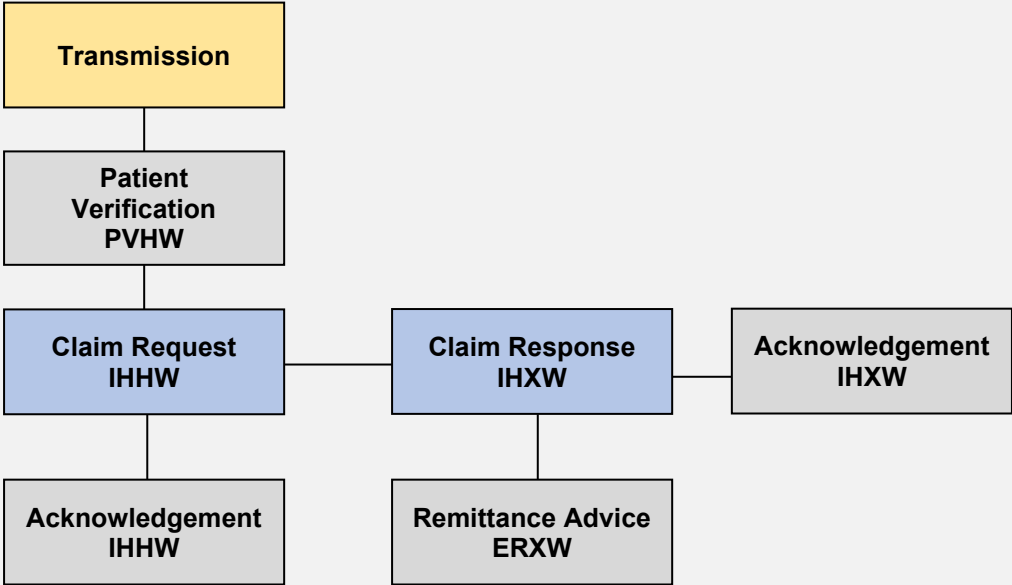 Transmission
Patient
Verification
PVHW
Claim Request
IHHW
Claim Response
IHXW
Acknowledgement
IHXW
Acknowledgement
IHHW
Remittance Advice
ERXW